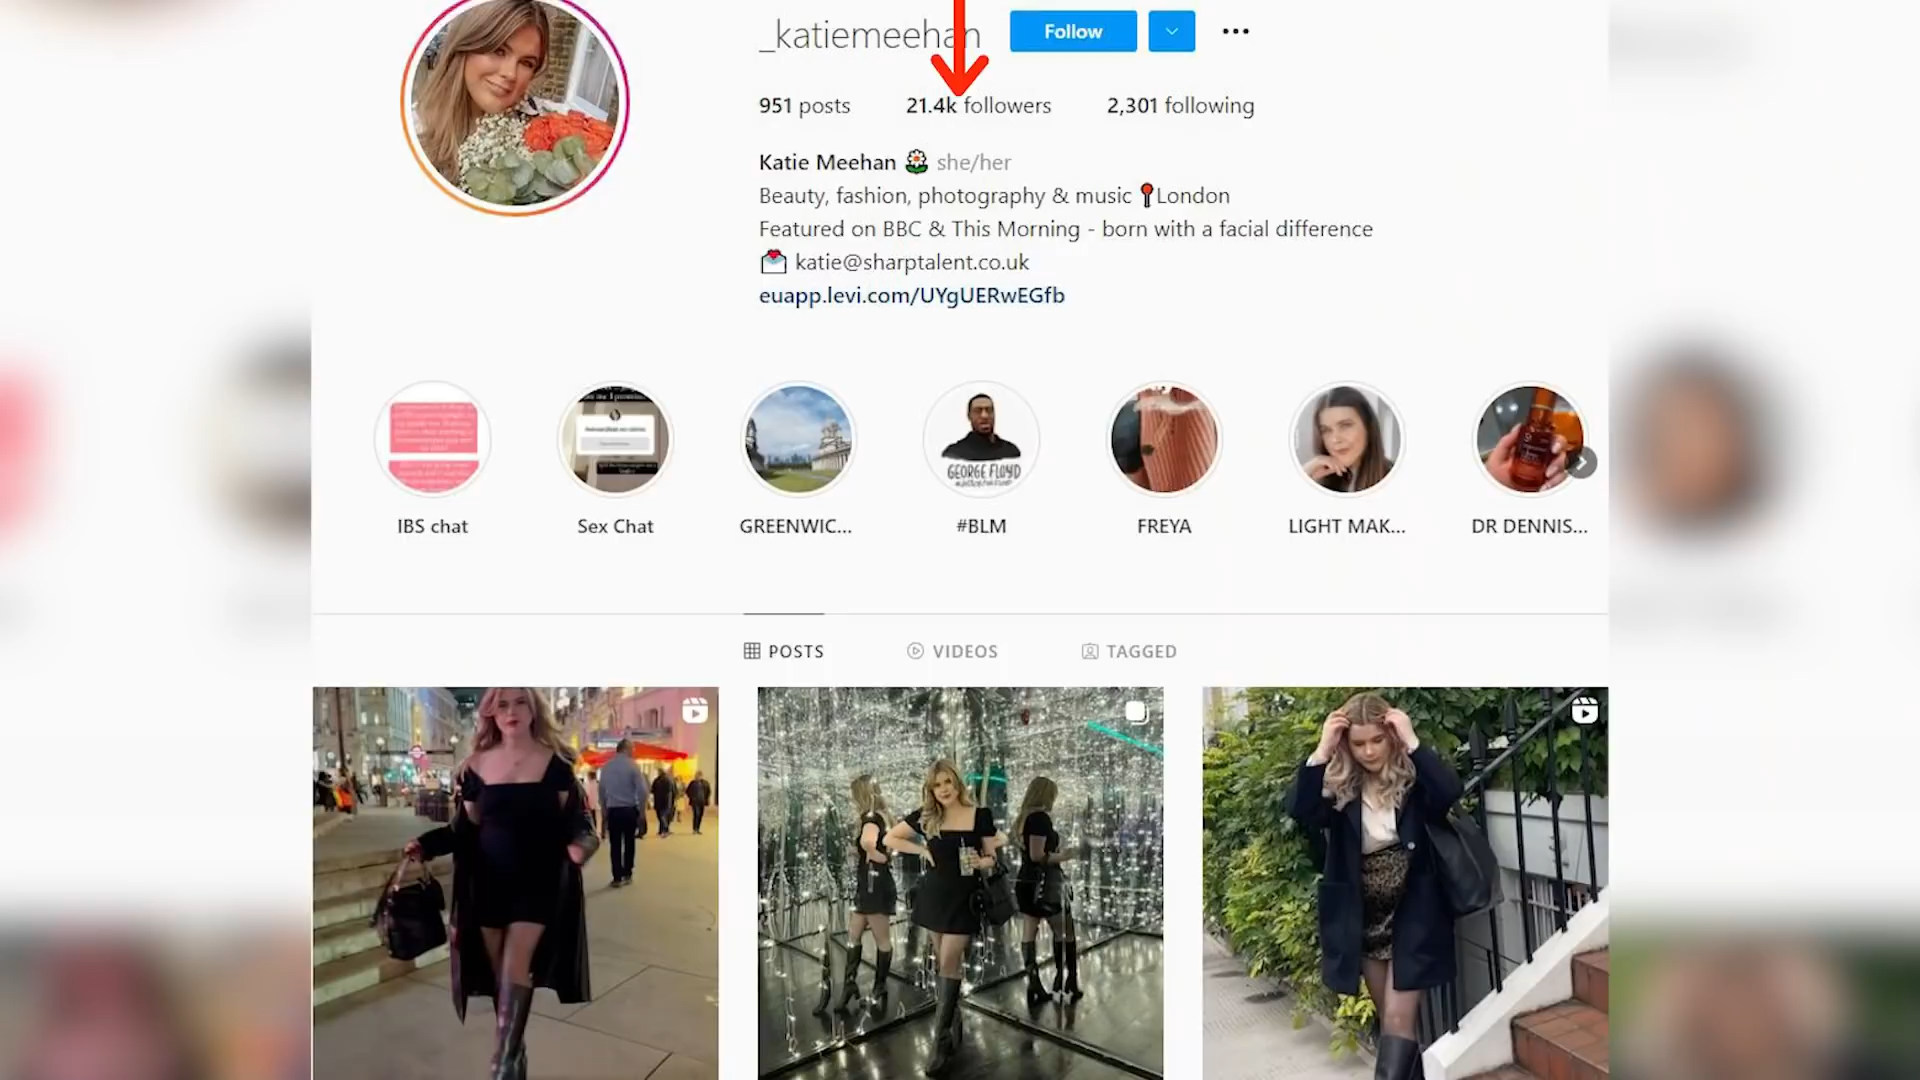 _katiemeehan
Follow
951 posts 21.4k followers 2,301 following
Katie Meehan she/her
Beauty, fashion, photography & music London
Featured on BBC & This Morning - born with a facial difference
katie@sharptalent.co.uk
euapp.levi.com/UYgUERwEGfb
GEORGE FLOYD
IBS chat Sex Chat GREENWIC... #BLM FREYA LIGHT MAK... DR DENNIS...
POSTS VIDEOS TAGGED